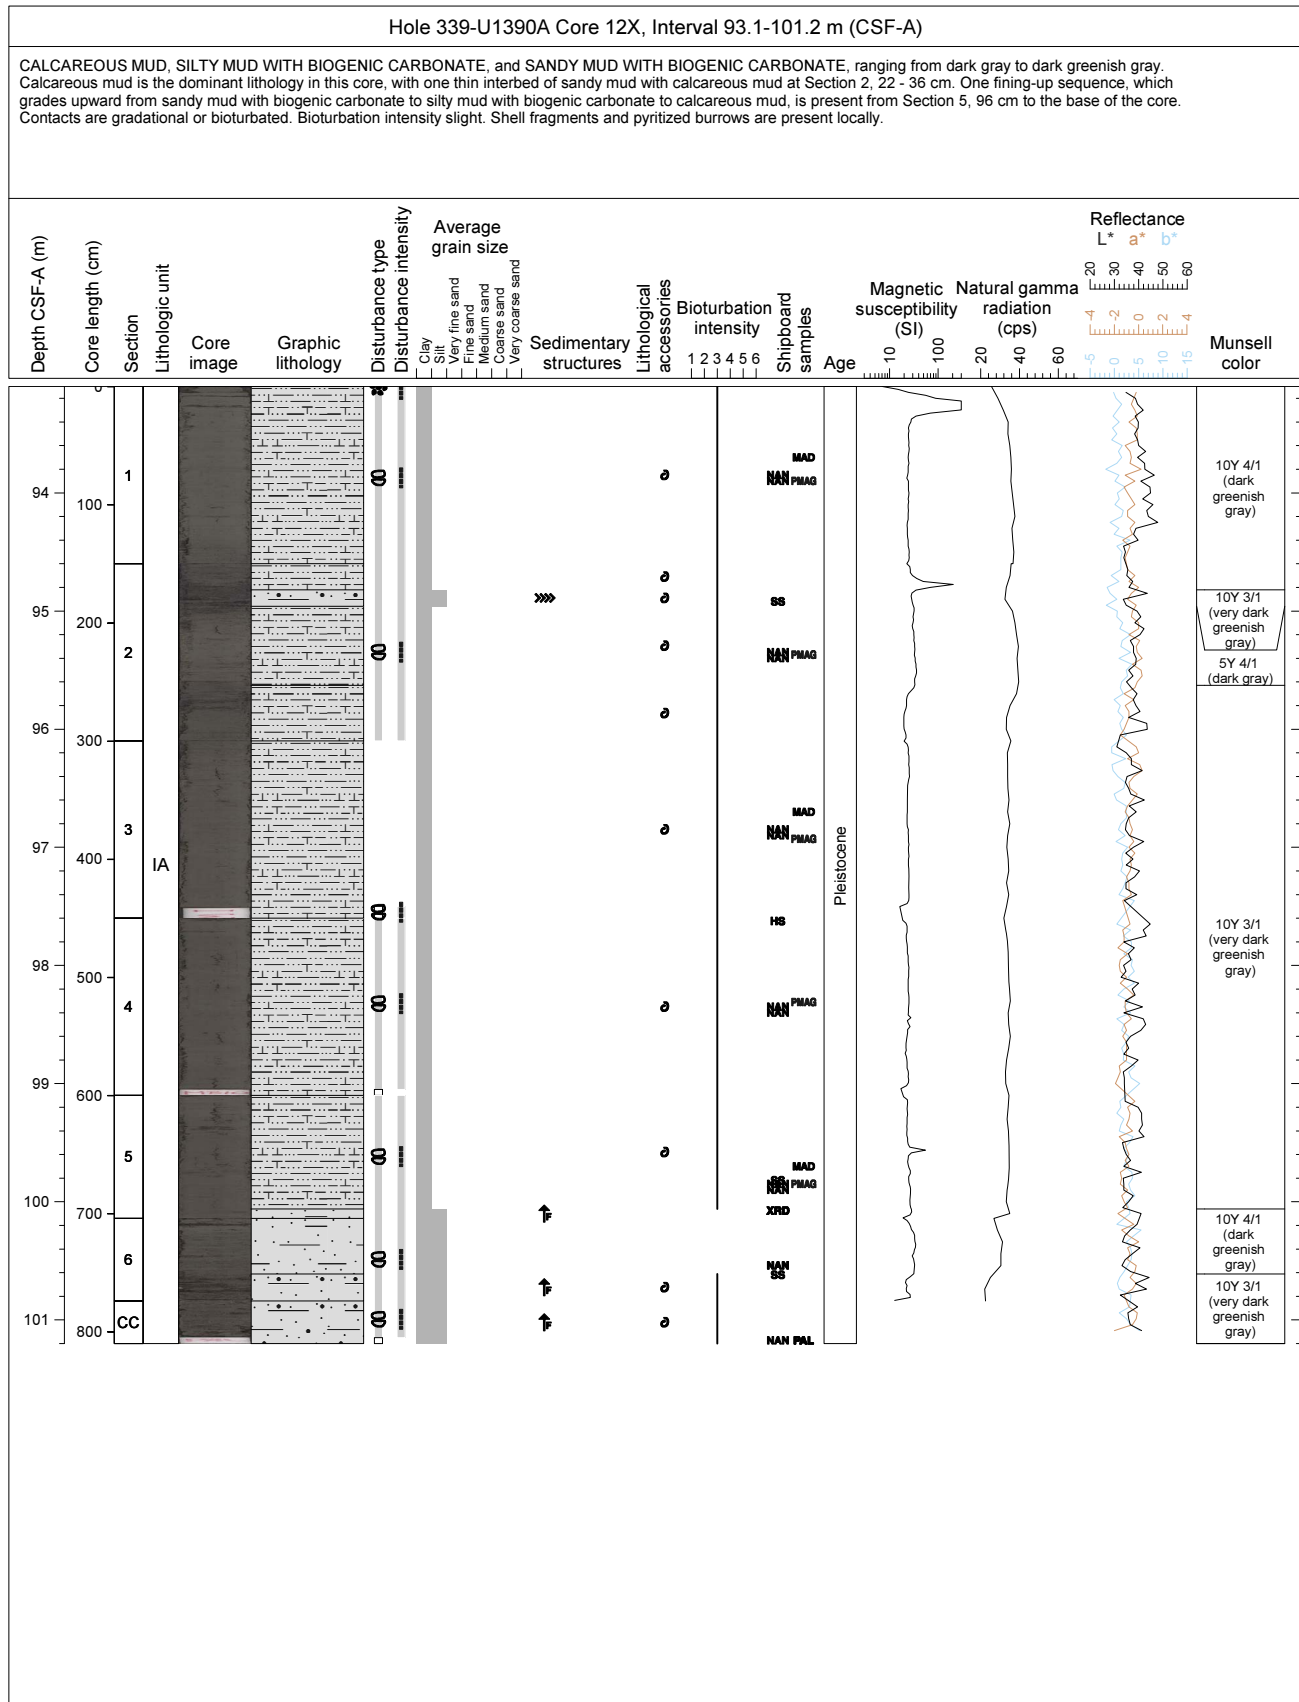 Hole 339-U1390A Core 12X, Interval 93.1-101.2 m (CSF-A)
CALCAREOUS MUD, SILTY MUD WITH BIOGENIC CARBONATE, and SANDY MUD WITH BIOGENIC CARBONATE, ranging from dark gray to dark greenish gray.
Calcareous mud is the dominant lithology in this core, with one thin interbed of sandy mud with calcareous mud at Section 2, 22 - 36 cm. One fining-up sequence, which
grades upward from sandy mud with biogenic carbonate to silty mud with biogenic carbonate to calcareous mud, is present from Section 5, 96 cm to the base of the core.
Contacts are gradational or bioturbated. Bioturbation intensity slight. Shell fragments and pyritized burrows are present locally.
Depth CSF-A (m)
Core length (cm)
Section
Lithologic unit
Core
image
Graphic
lithology
Disturbance type
Disturbance intensity
Average
grain size
Clay
Silt
Very fine sand
Fine sand
Medium sand
Coarse sand
Very coarse sand
Sedimentary
structures
Lithological
accessories
Bioturbation
intensity
1 2 3 4 5 6
Shipboard
samples
Age
Magnetic
susceptibility
(SI)
10 100
Natural gamma
radiation
(cps)
20 40 60
Reflectance
L* a* b*
20 30 40 50 60
-4 -2 0 2 4
-5 0 5 10 15
Munsell
color
0
94
95
96
97
98
99
100
101
100
200
300
400
500
600
700
800
1
2
3
4
5
6
CC
IA
F
F
F
MAD
NAN
NAN PMAG
SS
NAN PMAG
NAN
MAD
NAN
NAN PMAG
HS
PMAG
NAN
NAN
MAD
SS
NAN PMAG
NAN
XRD
NAN
SS
NAN PAL
Pleistocene
10Y 4/1
(dark
greenish
gray)
10Y 3/1
(very dark
greenish
gray)
5Y 4/1
(dark gray)
10Y 3/1
(very dark
greenish
gray)
10Y 4/1
(dark
greenish
gray)
10Y 3/1
(very dark
greenish
gray)